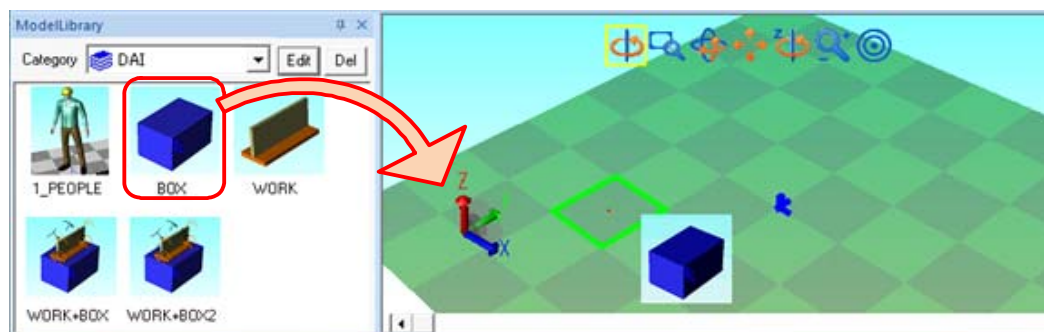 ModelLibrary
Category DAI Edit Del
1_PEOPLE BOX WORK
WORK+BOX WORK+BOX2
Z
X
z